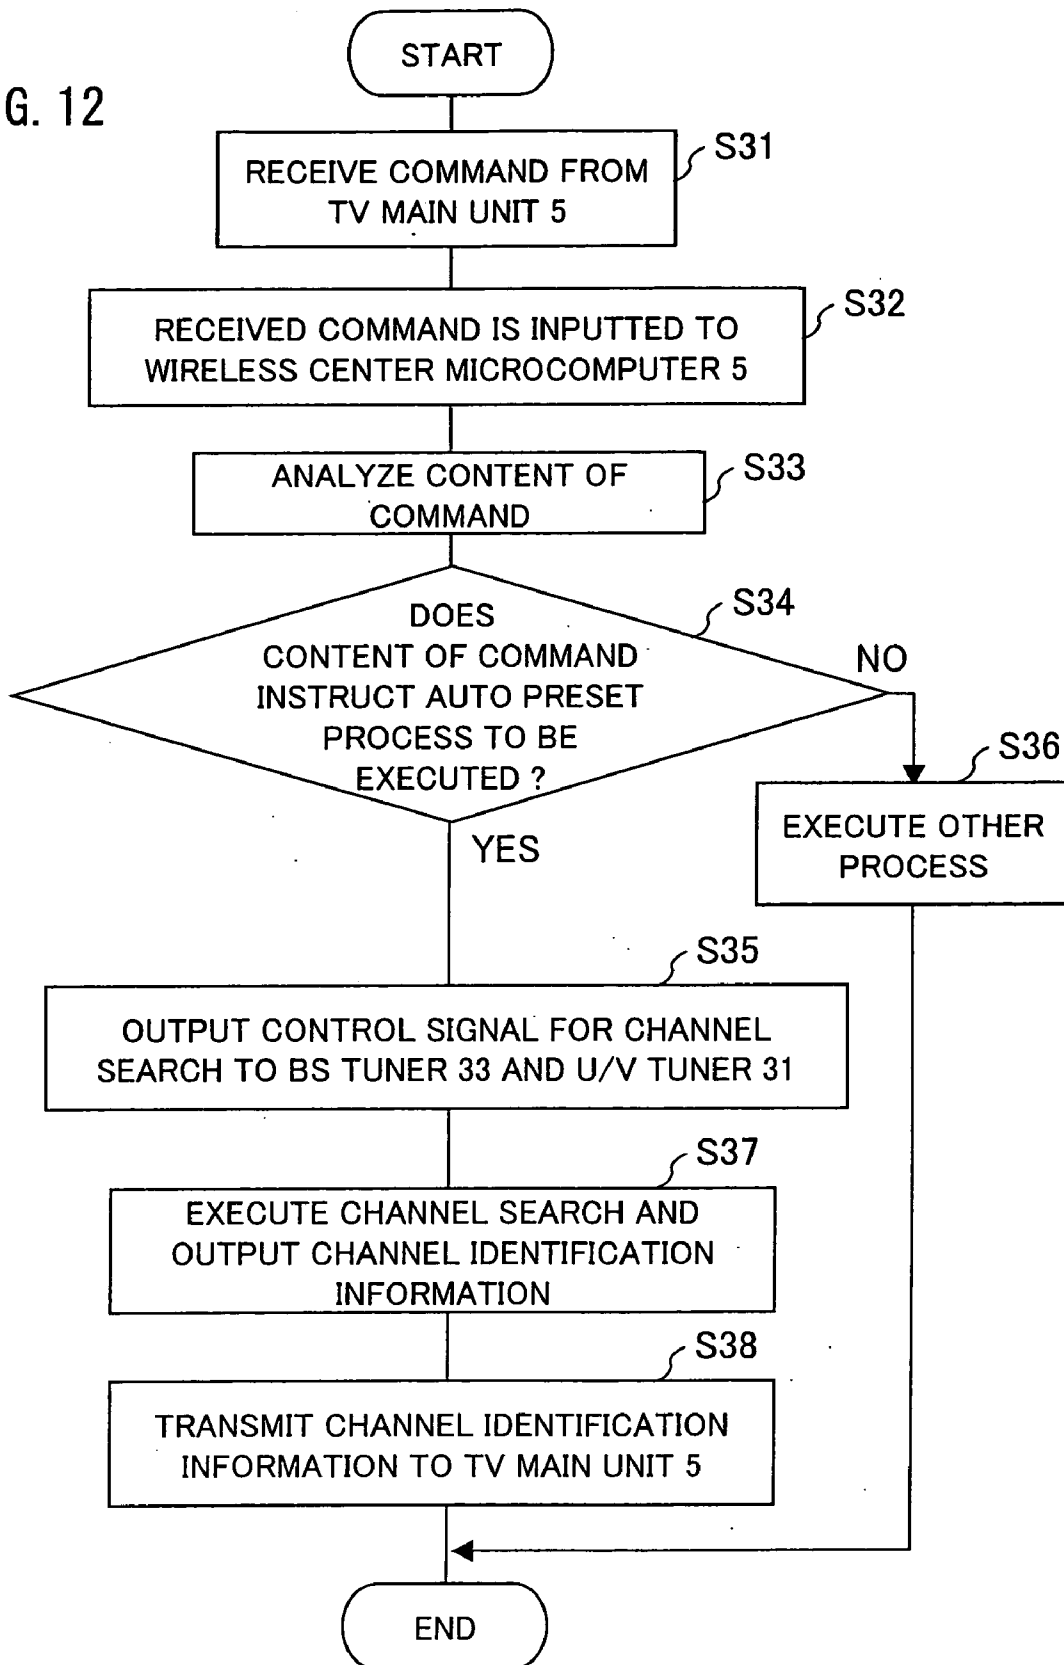 START
G. 12
S31
RECEIVE COMMAND FROM
TV MAIN UNIT 5
S32
RECEIVED COMMAND IS INPUTTED TO
WIRELESS CENTER MICROCOMPUTER 5
S33
ANALYZE CONTENT OF
COMMAND
S34
DOES
CONTENT OF COMMAND
INSTRUCT AUTO PRESET
PROCESS TO BE
EXECUTED ?
NO
S36
EXECUTE OTHER
PROCESS
YES
S35
OUTPUT CONTROL SIGNAL FOR CHANNEL
SEARCH TO BS TUNER 33 AND U/V TUNER 31
S37
EXECUTE CHANNEL SEARCH AND
OUTPUT CHANNEL IDENTIFICATION
INFORMATION
S38
TRANSMIT CHANNEL IDENTIFICATION
INFORMATION TO TV MAIN UNIT 5
END